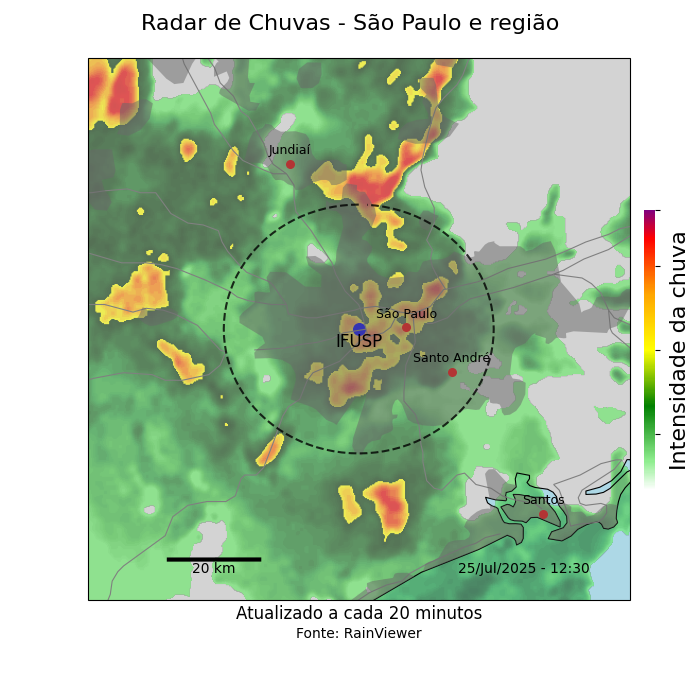 Radar de Chuvas - São Paulo e região
Jundiaí
São Paulo
IFUSP
Santo André
Santos
20 km
25/Jul/2025 - 12:30
Intensidade da chuva
Atualizado a cada 20 minutos
Fonte: RainViewer